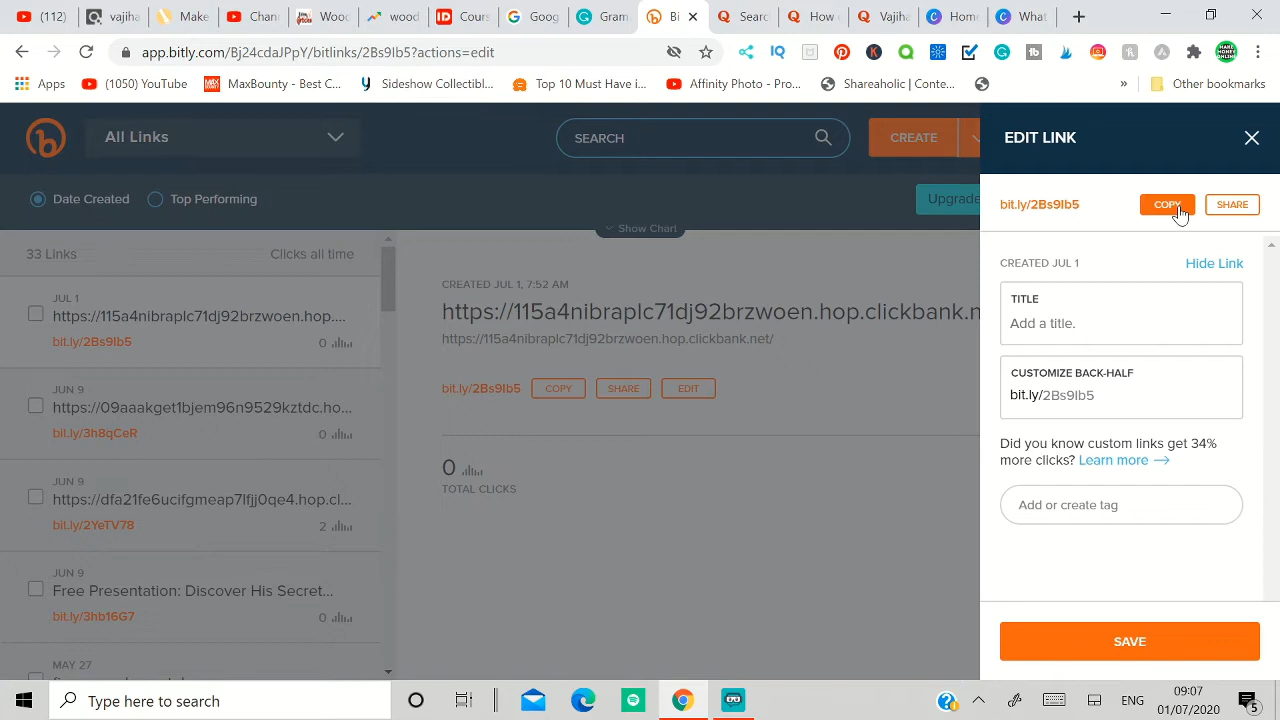 (112)
vajiha
Make
Chan
Wood
wood
Cours
Goog
Gran
Bi
Sear
How
Vajih
Hom
C
app.bitly.com/Bj24cdaJPpY/bitlinks/2Bs9Ib5?actions=edit
Apps
(1050) YouTube
MaxBounty - Best C...
Sideshow Collectibl...
Top 10 Must Have i...
Affinity Photo - Pro...
Shareaholic | Conte...
»
Other bookmarks
All Links
SEARCH
CREATE
EDIT LINK
Date Created
Top Performing
Upgrade
bit.ly/2Bs9Ib5
COPY
SHARE
Show Chart
33 Links
Clicks all time
CREATED JUL 1
Hide Link
CREATED JUL 1, 7:52 AM
JUL 1
https://115a4nibraplc71dj92brzwoen.hop....
bit.ly/2Bs9Ib5
0
https://115a4nibraplc71dj92brzwoen.hop.clickbank.n
https://115a4nibraplc71dj92brzwoen.hop.clickbank.net/
TITLE
Add a title.
JUN 9
https://09aaakget1bjem96n9529kztdc.ho...
bit.ly/3h8qCeR
0
bit.ly/2Bs9Ib5
COPY
SHARE
EDIT
CUSTOMIZE BACK-HALF
bit.ly/2Bs9Ib5
Did you know custom links get 34%
more clicks? Learn more
0
TOTAL CLICKS
JUN 9
https://dfa21fe6ucifgmeap7lfjj0qe4.hop.cl...
bit.ly/2YeTV78
2
Add or create tag
JUN 9
Free Presentation: Discover His Secret...
bit.ly/3hb16G7
0
MAY 27
SAVE
Type here to search
ENG
09:07
01/07/2020
5